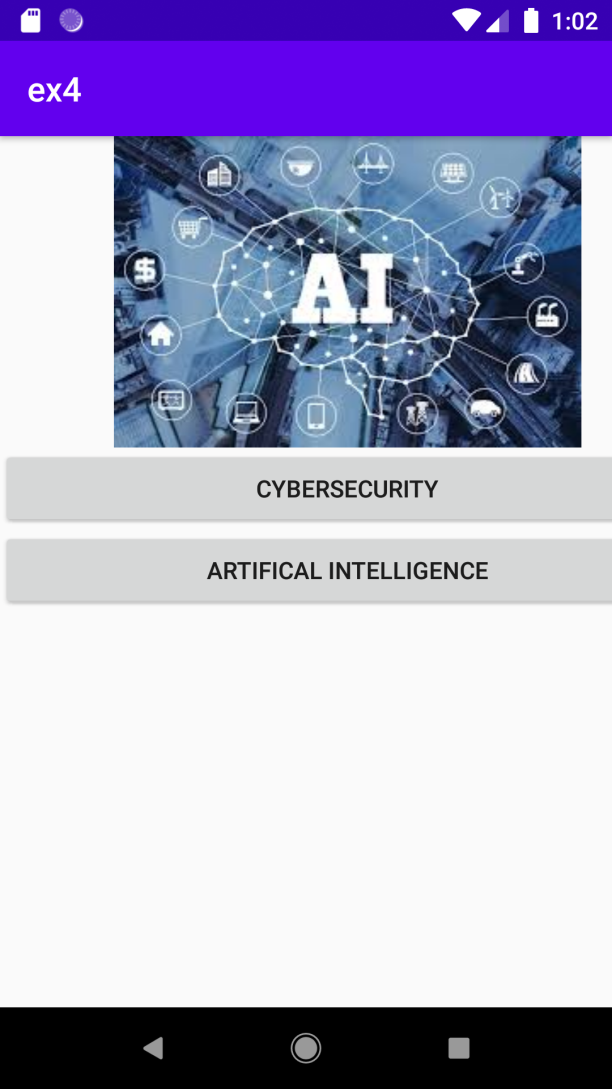 1:02
ex4
AI
$
CYBERSECURITY
ARTIFICAL INTELLIGENCE